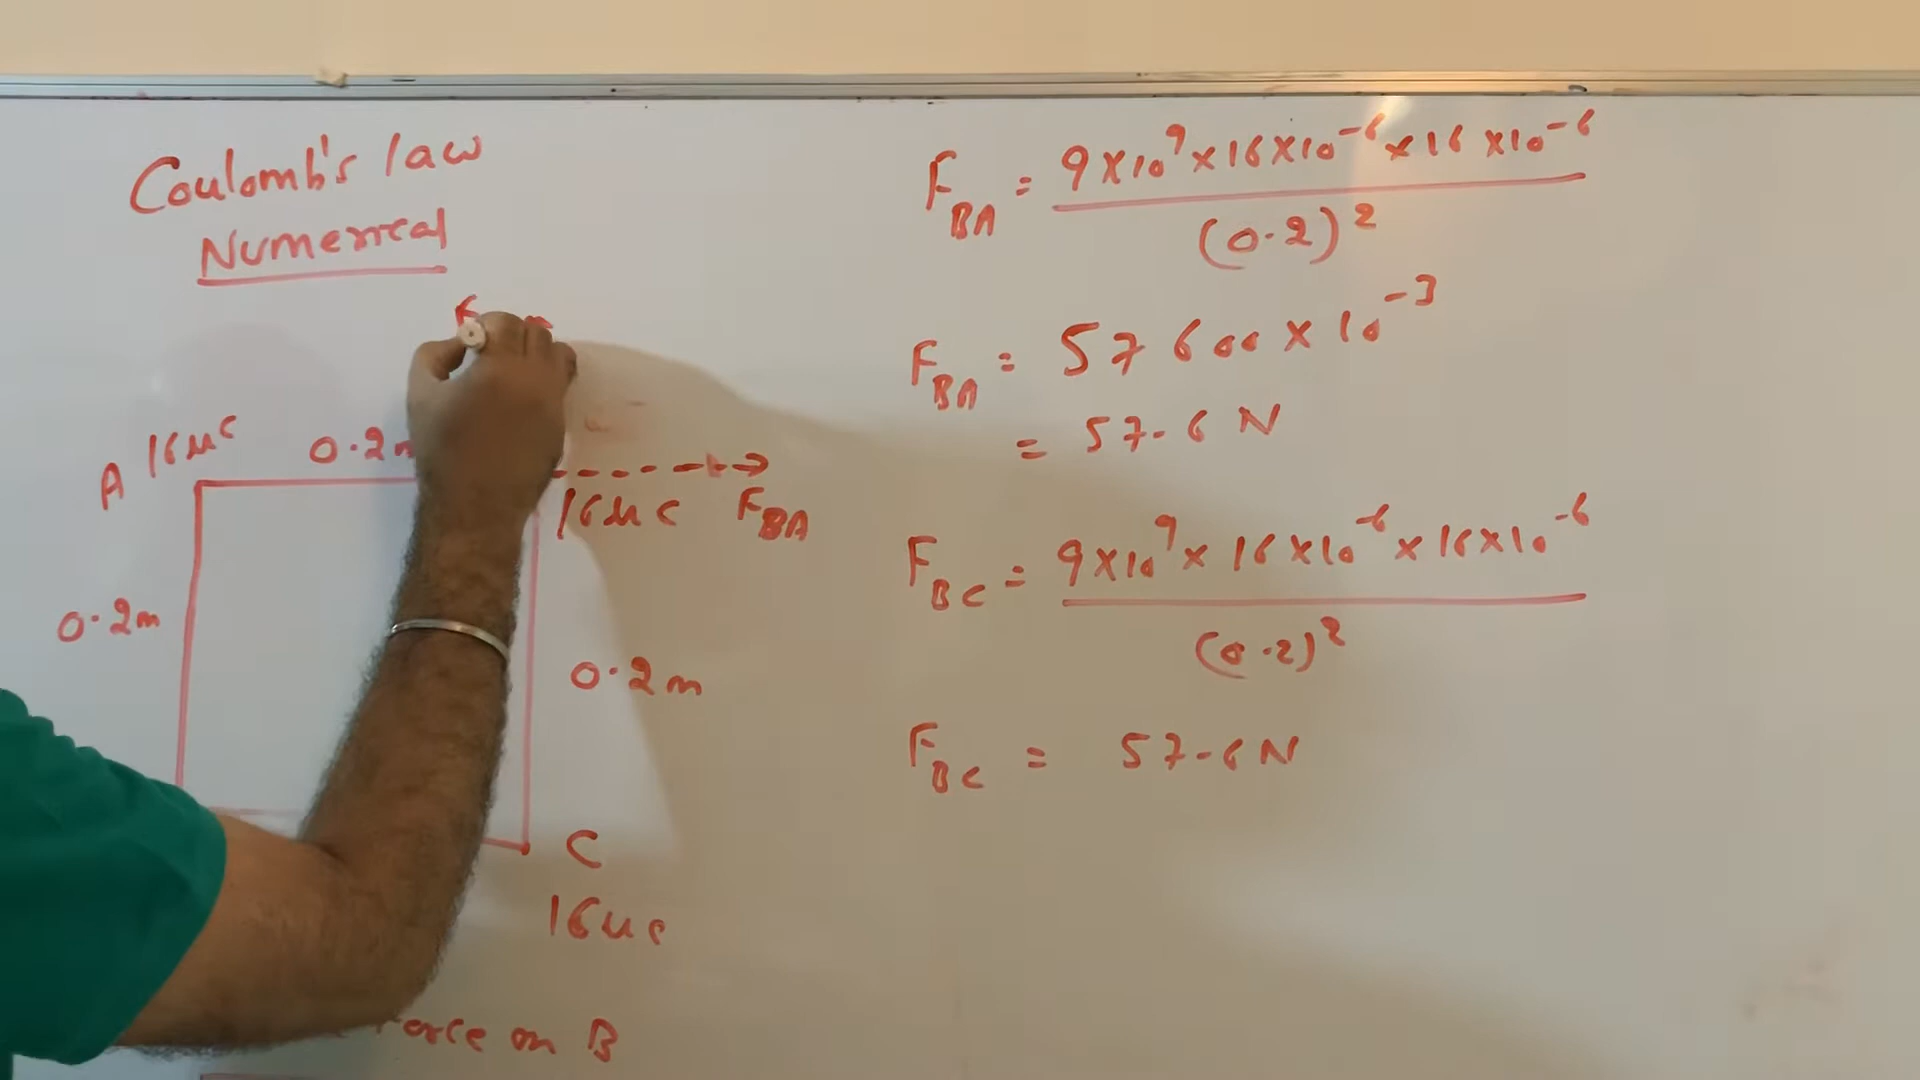 Coulomb's law
Numerical
A 16μC 0.2m
16μC F_BA
0.2m
0.2m
C
16μC
on B
F_BA = 9×10⁹×16×10⁻⁶×16×10⁻⁶
(0.2)²
F_BA = 57600×10⁻³
= 57.6 N
F_BC = 9×10⁹×16×10⁻⁶×16×10⁻⁶
(0.2)²
F_BC = 57.6 N